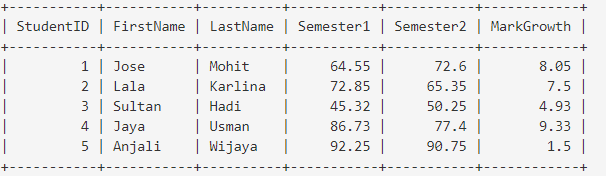 +-----------+-----------+----------+-----------+-----------+------------+
| StudentID | FirstName | LastName | Semester1 | Semester2 | MarkGrowth |
+-----------+-----------+----------+-----------+-----------+------------+
|         1 | Jose      | Mohit    |     64.55 |      72.6 |       8.05 |
|         2 | Lala      | Karlina  |     72.85 |     65.35 |        7.5 |
|         3 | Sultan    | Hadi     |     45.32 |     50.25 |       4.93 |
|         4 | Jaya      | Usman    |     86.73 |      77.4 |       9.33 |
|         5 | Anjali    | Wijaya   |     92.25 |     90.75 |        1.5 |
+-----------+-----------+----------+-----------+-----------+------------+